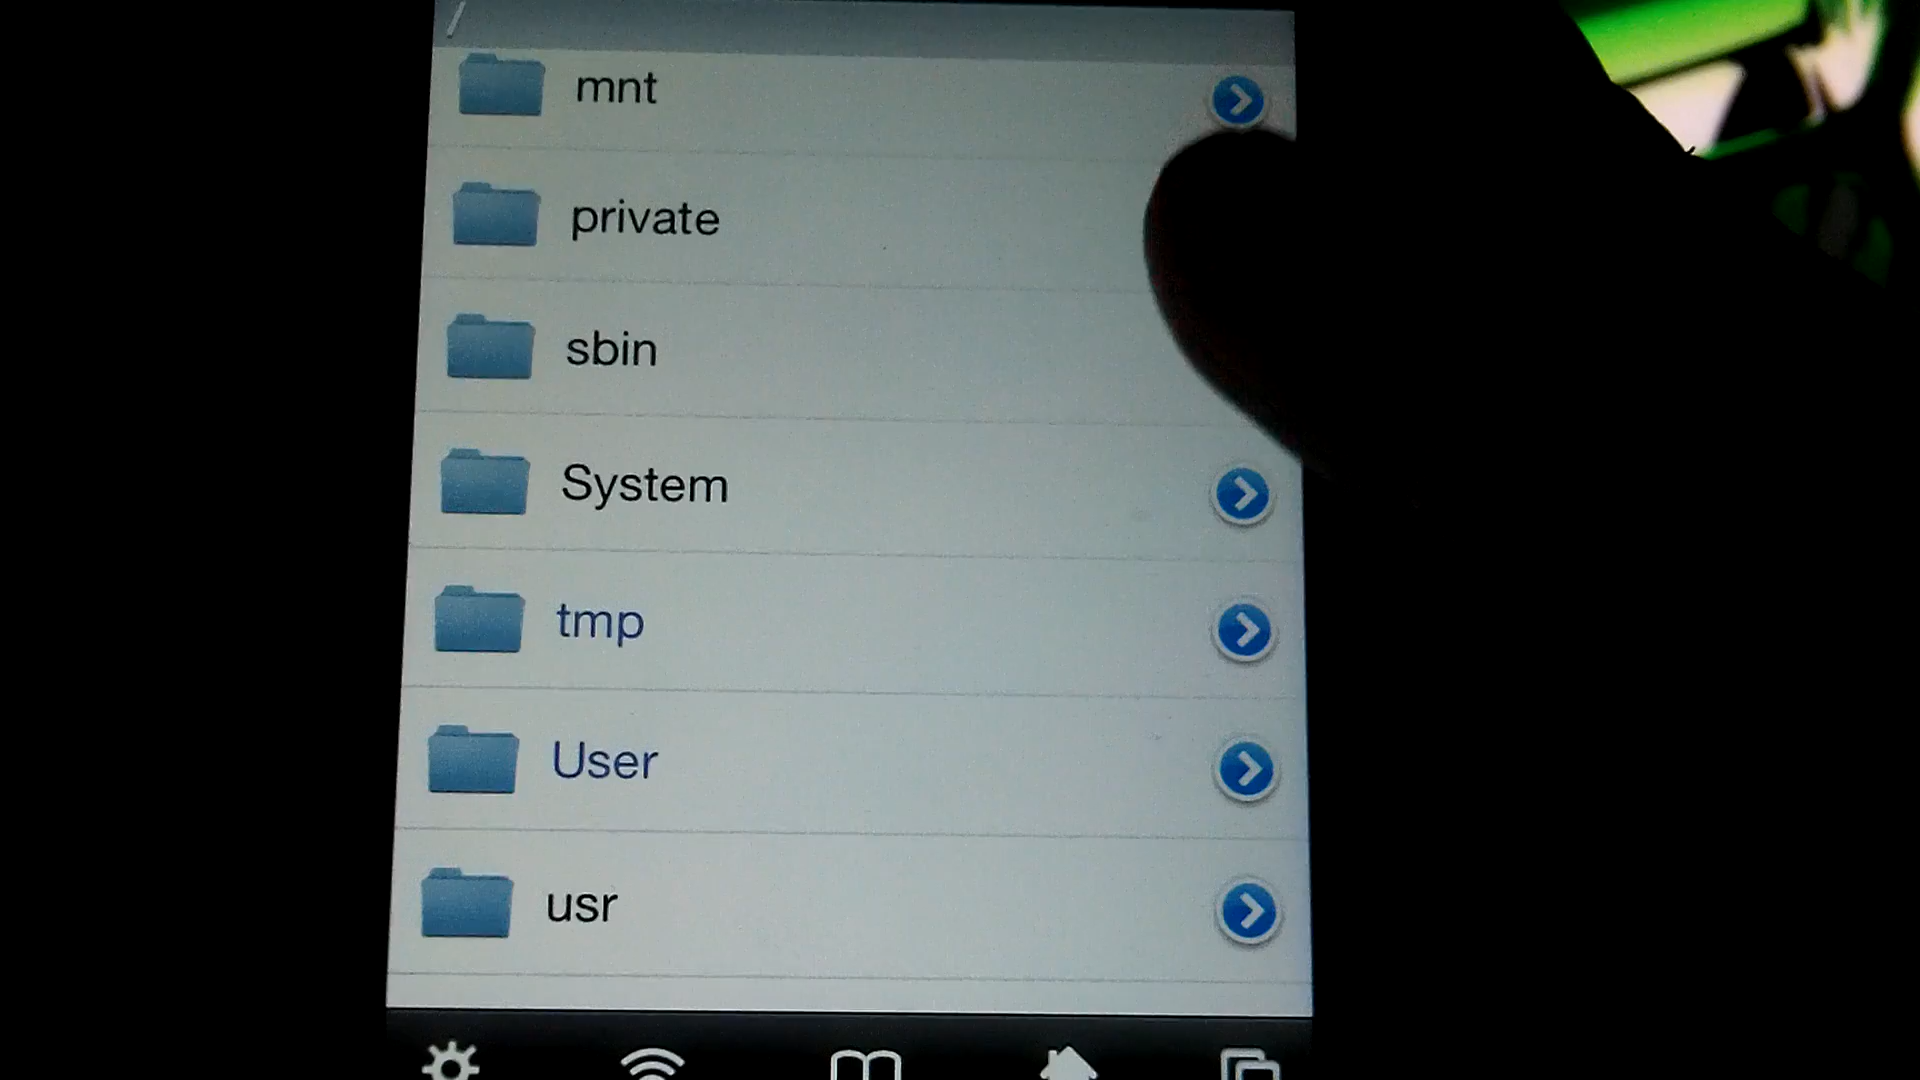 /
mnt
private
sbin
System
tmp
User
usr